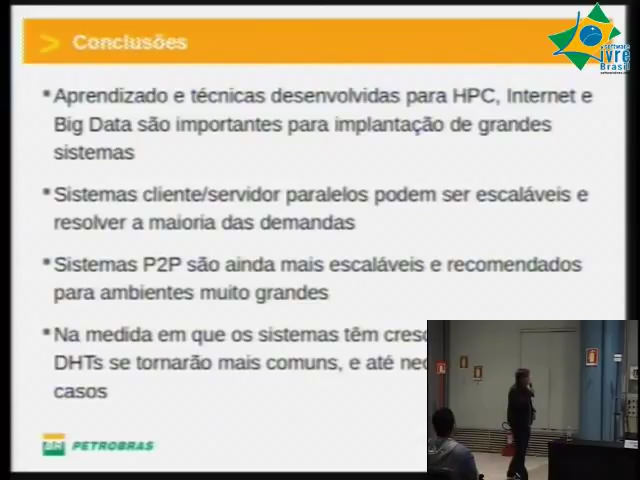 > Conclusões
software
livre
Brasil
Aprendizado e técnicas desenvolvidas para HPC, Internet e
Big Data são importantes para implantação de grandes
sistemas
Sistemas cliente/servidor paralelos podem ser escaláveis e
resolver a maioria das demandas
Sistemas P2P são ainda mais escaláveis e recomendados
para ambientes muito grandes
Na medida em que os sistemas têm
DHTs se tornarão mais comuns, e até
casos
BR PETROBRAS